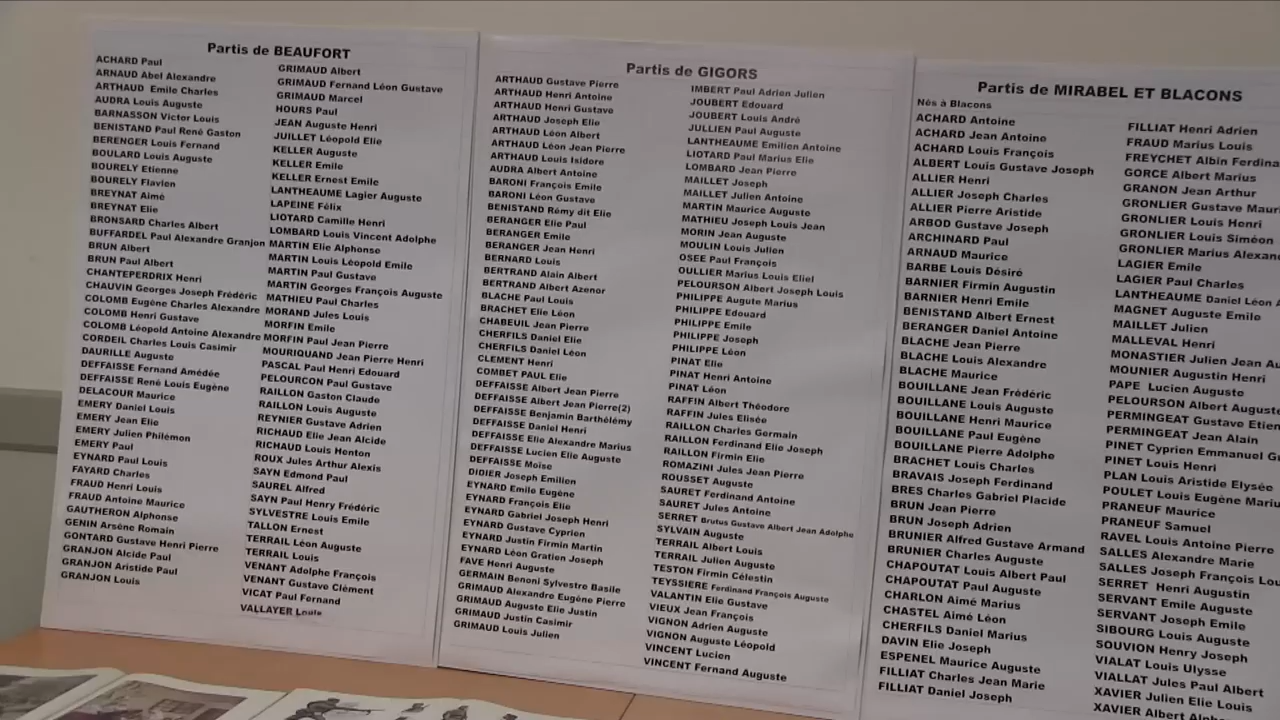 Partis de BEAUFORT
ACHARD Paul
ARNAUD Abel Alexandre
ARTHAUD Emile Charles
AUDRA Louis Auguste
BARNASSON Victor Louis
BENISTAND Paul René Gaston
BERENGER Louis Fernand
BOULARD Louis Auguste
BOURELY Etienne
BOURELY Flavien
BREYNAT Aimé
BREYNAT Elie
BRONSARD Charles Albert
BUFFARDEL Paul Alexandre Granjon
BRUN Albert
BRUN Paul Albert
CHANTEPERDRIX Henri
CHAUVIN Georges Joseph Frédéric
COLOMB Eugène Charles Alexandre
COLOMB Henri Gustave
COLOMB Léopold Antoine Alexandre
CORDEIL Charles Louis Casimir
DAURILLE Auguste
DEFFAISSE Fernand Amédée
DEFFAISSE René Louis Eugène
DELACOUR Maurice
EMERY Daniel Louis
EMERY Jean Elie
EMERY Julien Philémon
EMERY Paul
EYNARD Paul Louis
FAYARD Charles
FRAUD Henri Louis
FRAUD Antoine Maurice
GAUTHERON Alphonse
GENIN Arsène Romain
GONTARD Gustave Henri Pierre
GRANJON Alcide Paul
GRANJON Aristide Paul
GRANJON Louis
GRIMAUD Albert
GRIMAUD Fernand Léon Gustave
GRIMAUD Marcel
HOURS Paul
JEAN Auguste Henri
JUILLET Léopold Elie
KELLER Auguste
KELLER Emile
KELLER Ernest Emile
LANTHEAUME Lagier Auguste
LAPEINE Félix
LIOTARD Camille Henri
LOMBARD Louis Vincent Adolphe
MARTIN Elie Alphonse
MARTIN Louis Léopold Emile
MARTIN Paul Gustave
MARTIN Georges François Auguste
MATHIEU Paul Charles
MORAND Jules Louis
MORFIN Emile
MORFIN Paul Jean Pierre
MOURIQUAND Jean Pierre Henri
PASCAL Paul Henri Edouard
PELOURCON Paul Gustave
RAILLON Gaston Claude
RAILLON Louis Auguste
REYNIER Gustave Adrien
RICHAUD Elie Jean Alcide
RICHAUD Louis Henton
ROUX Jules Arthur Alexis
SAYN Edmond Paul
SAUREL Alfred
SAYN Paul Henry Frédéric
SYLVESTRE Louis Emile
TALLON Ernest
TERRAIL Léon Auguste
TERRAIL Louis
VENANT Adolphe François
VENANT Gustave Clément
VICAT Paul Fernand
VALLAYER Louis
Partis de GIGORS
ARTHAUD Gustave Pierre
ARTHAUD Henri Antoine
ARTHAUD Henri Gustave
ARTHAUD Joseph Elie
ARTHAUD Léon Albert
ARTHAUD Léon Jean Pierre
ARTHAUD Louis Isidore
AUDRA Albert Antoine
BARONI François Emile
BARONI Léon Gustave
BENISTAND Rémy dit Elie
BERANGER Elie Paul
BERANGER Emile
BERANGER Jean Henri
BERNARD Louis
BERTRAND Alain Albert
BERTRAND Albert Azenor
BLACHE Paul Louis
BRACHET Elie Léon
CHABEUIL Jean Pierre
CHERFILS Daniel Elie
CHERFILS Daniel Léon
CLEMENT Henri
COMBET PAUL Elie
DEFFAISSE Albert Jean Pierre
DEFFAISSE Albert Jean Pierre(2)
DEFFAISSE Benjamin Barthélémy
DEFFAISSE Daniel Henri
DEFFAISSE Elie Alexandre Marius
DEFFAISSE Lucien Elie Auguste
DEFFAISSE Moïse
DIDIER Joseph Emilien
EYNARD Emile Eugène
EYNARD François Elie
EYNARD Gabriel Joseph Henri
EYNARD Gustave Cyprien
EYNARD Justin Firmin Martin
EYNARD Léon Gratien Joseph
FAVE Henri Auguste
GERMAIN Benoni Sylvestre Basile
GRIMAUD Alexandre Eugène Pierre
GRIMAUD Auguste Elie Justin
GRIMAUD Justin Casimir
GRIMAUD Louis Julien
IMBERT Paul Adrien Julien
JOUBERT Edouard
JOUBERT Louis André
JULLIEN Paul Auguste
LANTHEAUME Emilien Antoine
LIOTARD Paul Marius Elie
LOMBARD Jean Pierre
MAILLET Joseph
MAILLET Julien Antoine
MARTIN Maurice Auguste
MATHIEU Joseph Louis Jean
MORIN Jean Auguste
MOULIN Louis Julien
OSEE Paul François
OULLIER Marius Louis Eliel
PELOURSON Albert Joseph Louis
PHILIPPE Augute Marius
PHILIPPE Edouard
PHILIPPE Emile
PHILIPPE Joseph
PHILIPPE Léon
PINAT Elie
PINAT Henri Antoine
PINAT Léon
RAFFIN Albert Théodore
RAFFIN Jules Elisée
RAILLON Charles Germain
RAILLON Ferdinand Elie Joseph
RAILLON Firmin Elie
ROMAZINI Jules Jean Pierre
ROUSSET Auguste
SAURET Ferdinand Antoine
SAURET Jules Antoine
SERRET Brutus Gustave Albert Jean Adolphe
SYLVAIN Auguste
TERRAIL Albert Louis
TERRAIL Julien Auguste
TESTON Firmin Célestin
TEYSSIERE Ferdinand François Auguste
VALANTIN Elie Gustave
VIEUX Jean François
VIGNON Adrien Auguste
VIGNON Auguste Léopold
VINCENT Lucien
VINCENT Fernand Auguste
Partis de MIRABEL ET BLACONS
Nés à Blacons
ACHARD Antoine
ACHARD Jean Antoine
ACHARD Louis François
ALBERT Louis Gustave Joseph
ALLIER Henri
ALLIER Joseph Charles
ALLIER Pierre Aristide
ARBOD Gustave Joseph
ARCHINARD Paul
ARNAUD Maurice
BARBE Louis Désiré
BARNIER Firmin Augustin
BARNIER Henri Emile
BENISTAND Albert Ernest
BERANGER Daniel Antoine
BLACHE Jean Pierre
BLACHE Louis Alexandre
BLACHE Maurice
BOUILLANE Jean Frédéric
BOUILLANE Louis Auguste
BOUILLANE Henri Maurice
BOUILLANE Paul Eugène
BOUILLANE Pierre Adolphe
BRACHET Louis Charles
BRAVAIS Joseph Ferdinand
BRES Charles Gabriel Placide
BRUN Jean Pierre
BRUN Joseph Adrien
BRUNIER Alfred Gustave Armand
BRUNIER Charles Auguste
CHAPOUTAT Louis Albert Paul
CHAPOUTAT Paul Auguste
CHARLON Aimé Marius
CHASTEL Aimé Léon
CHERFILS Daniel Marius
DAVIN Elie Joseph
ESPENEL Maurice Auguste
FILLIAT Charles Jean Marie
FILLIAT Daniel Joseph
FILLIAT Henri Adrien
FRAUD Marius Louis
FREYCHET Albin Ferdina
GORCE Albert Marius
GRANON Jean Arthur
GRONLIER Gustave Mauri
GRONLIER Louis Henri
GRONLIER Louis Siméon
GRONLIER Marius Alexan
LAGIER Emile
LAGIER Paul Charles
LANTHEAUME Daniel Léon A
MAGNET Auguste Emile
MAILLET Julien
MALLEVAL Henri
MONASTIER Julien Jean Au
MOUNIER Augustin Henri
PAPE Lucien Auguste
PELOURSON Albert Auguste
PERMINGEAT Gustave Etien
PERMINGEAT Jean Alain
PINET Cyprien Emmanuel G
PINET Louis Henri
PLAN Louis Aristide Elysée
POULET Louis Eugène Mariu
PRANEUF Maurice
PRANEUF Samuel
RAVEL Louis Antoine Pierre
SALLES Alexandre Marie
SALLES Joseph François Lou
SERRET Henri Augustin
SERVANT Emile Auguste
SERVANT Joseph Emile
SIBOURG Louis Auguste
SOUVION Henry Joseph
VIALAT Louis Ulysse
VIALLAT Jules Paul Albert
XAVIER Julien Elie Louis
XAVIER Albert Alph